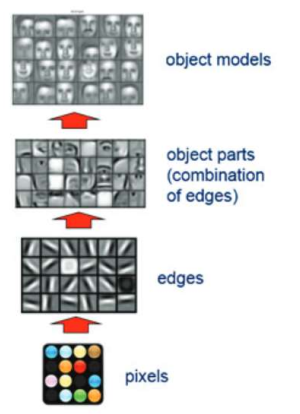 object models
object parts
(combination
of edges)
edges
pixels